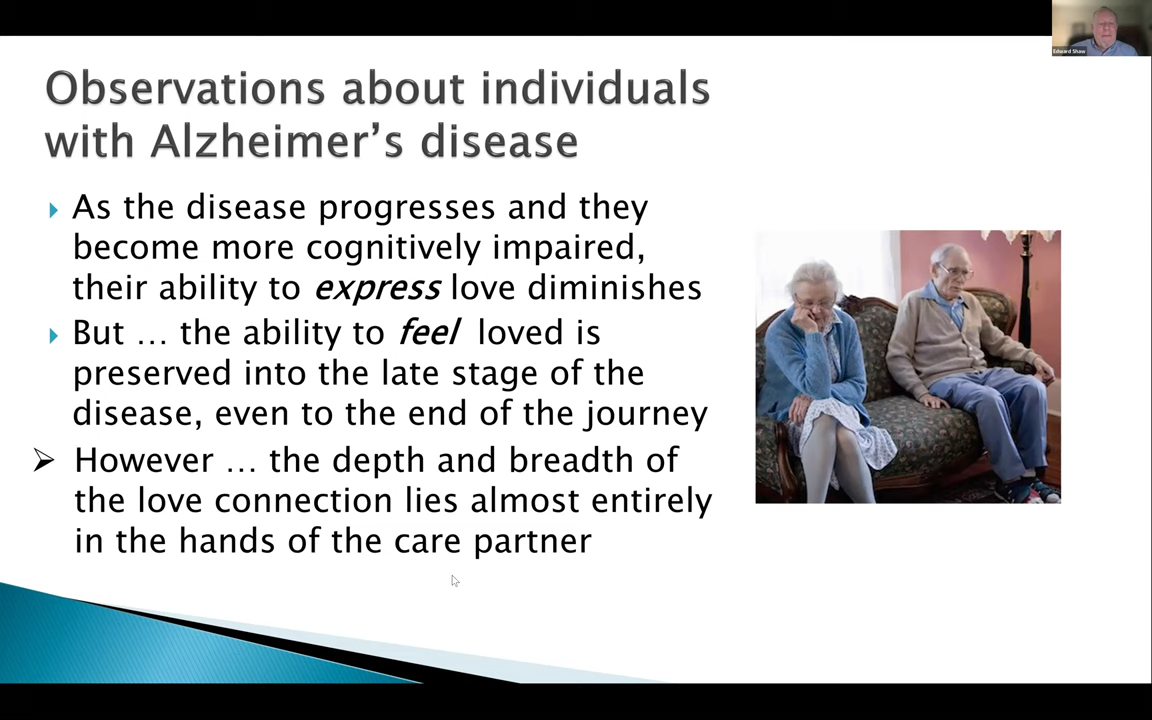 Edward Shaw
Observations about individuals
with Alzheimer’s disease
As the disease progresses and they
become more cognitively impaired,
their ability to express love diminishes
But … the ability to feel loved is
preserved into the late stage of the
disease, even to the end of the journey
However … the depth and breadth of
the love connection lies almost entirely
in the hands of the care partner